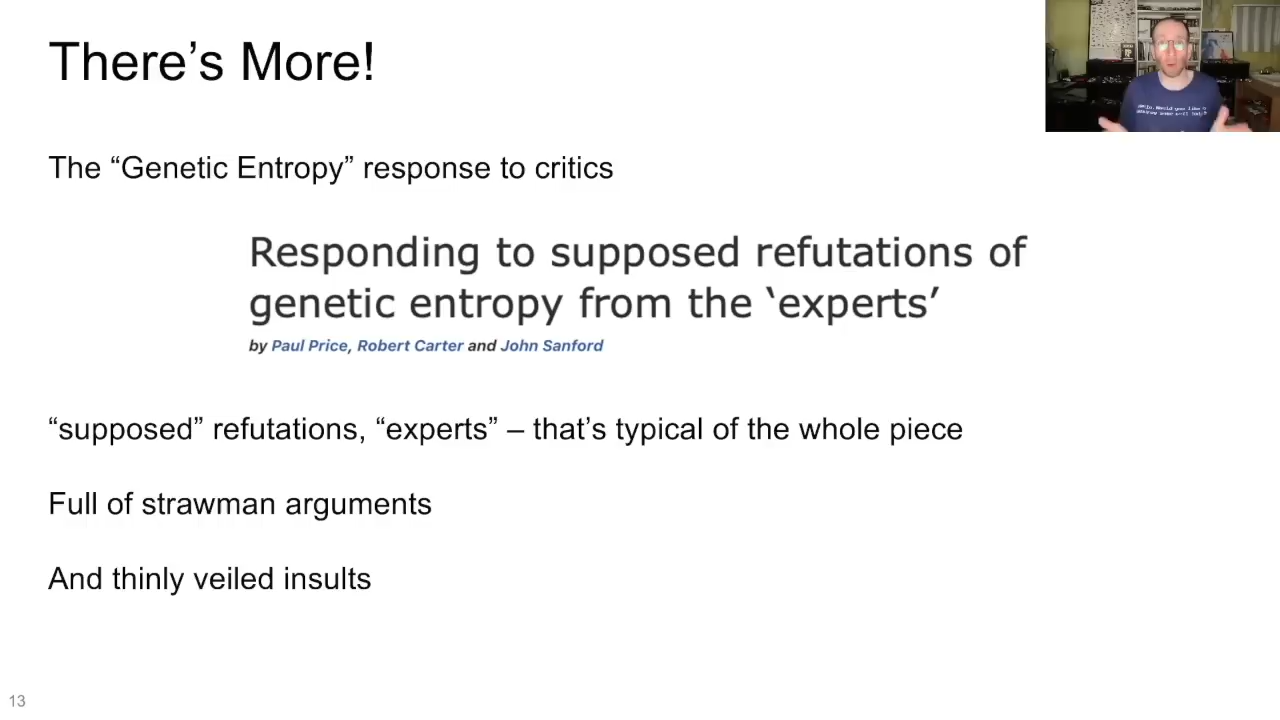 There’s More!
The “Genetic Entropy” response to critics
Responding to supposed refutations of
genetic entropy from the ‘experts’
by Paul Price, Robert Carter and John Sanford
“supposed” refutations, “experts” – that’s typical of the whole piece
Full of strawman arguments
And thinly veiled insults
13